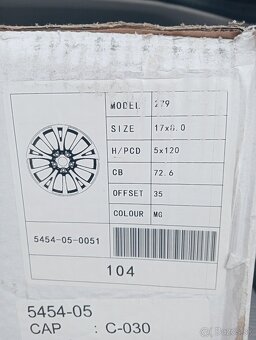 MODEL 279
SIZE 17x8.0
H/PCD 5x120
CB 72.6
OFFSET 35
COLOUR MG
5454-05-0051
104
5454-05
CAP : C-030